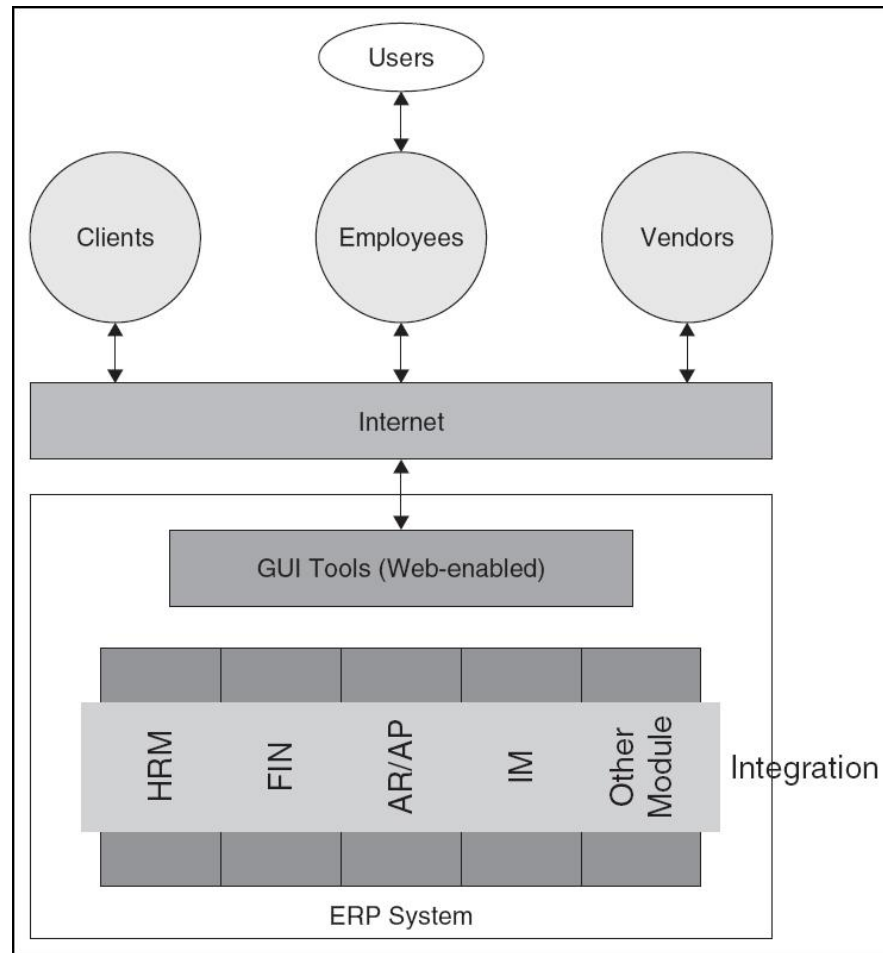 Users
Clients
Employees
Vendors
Internet
GUI Tools (Web-enabled)
HRM
FIN
AR/AP
IM
Other
Module
Integration
ERP System